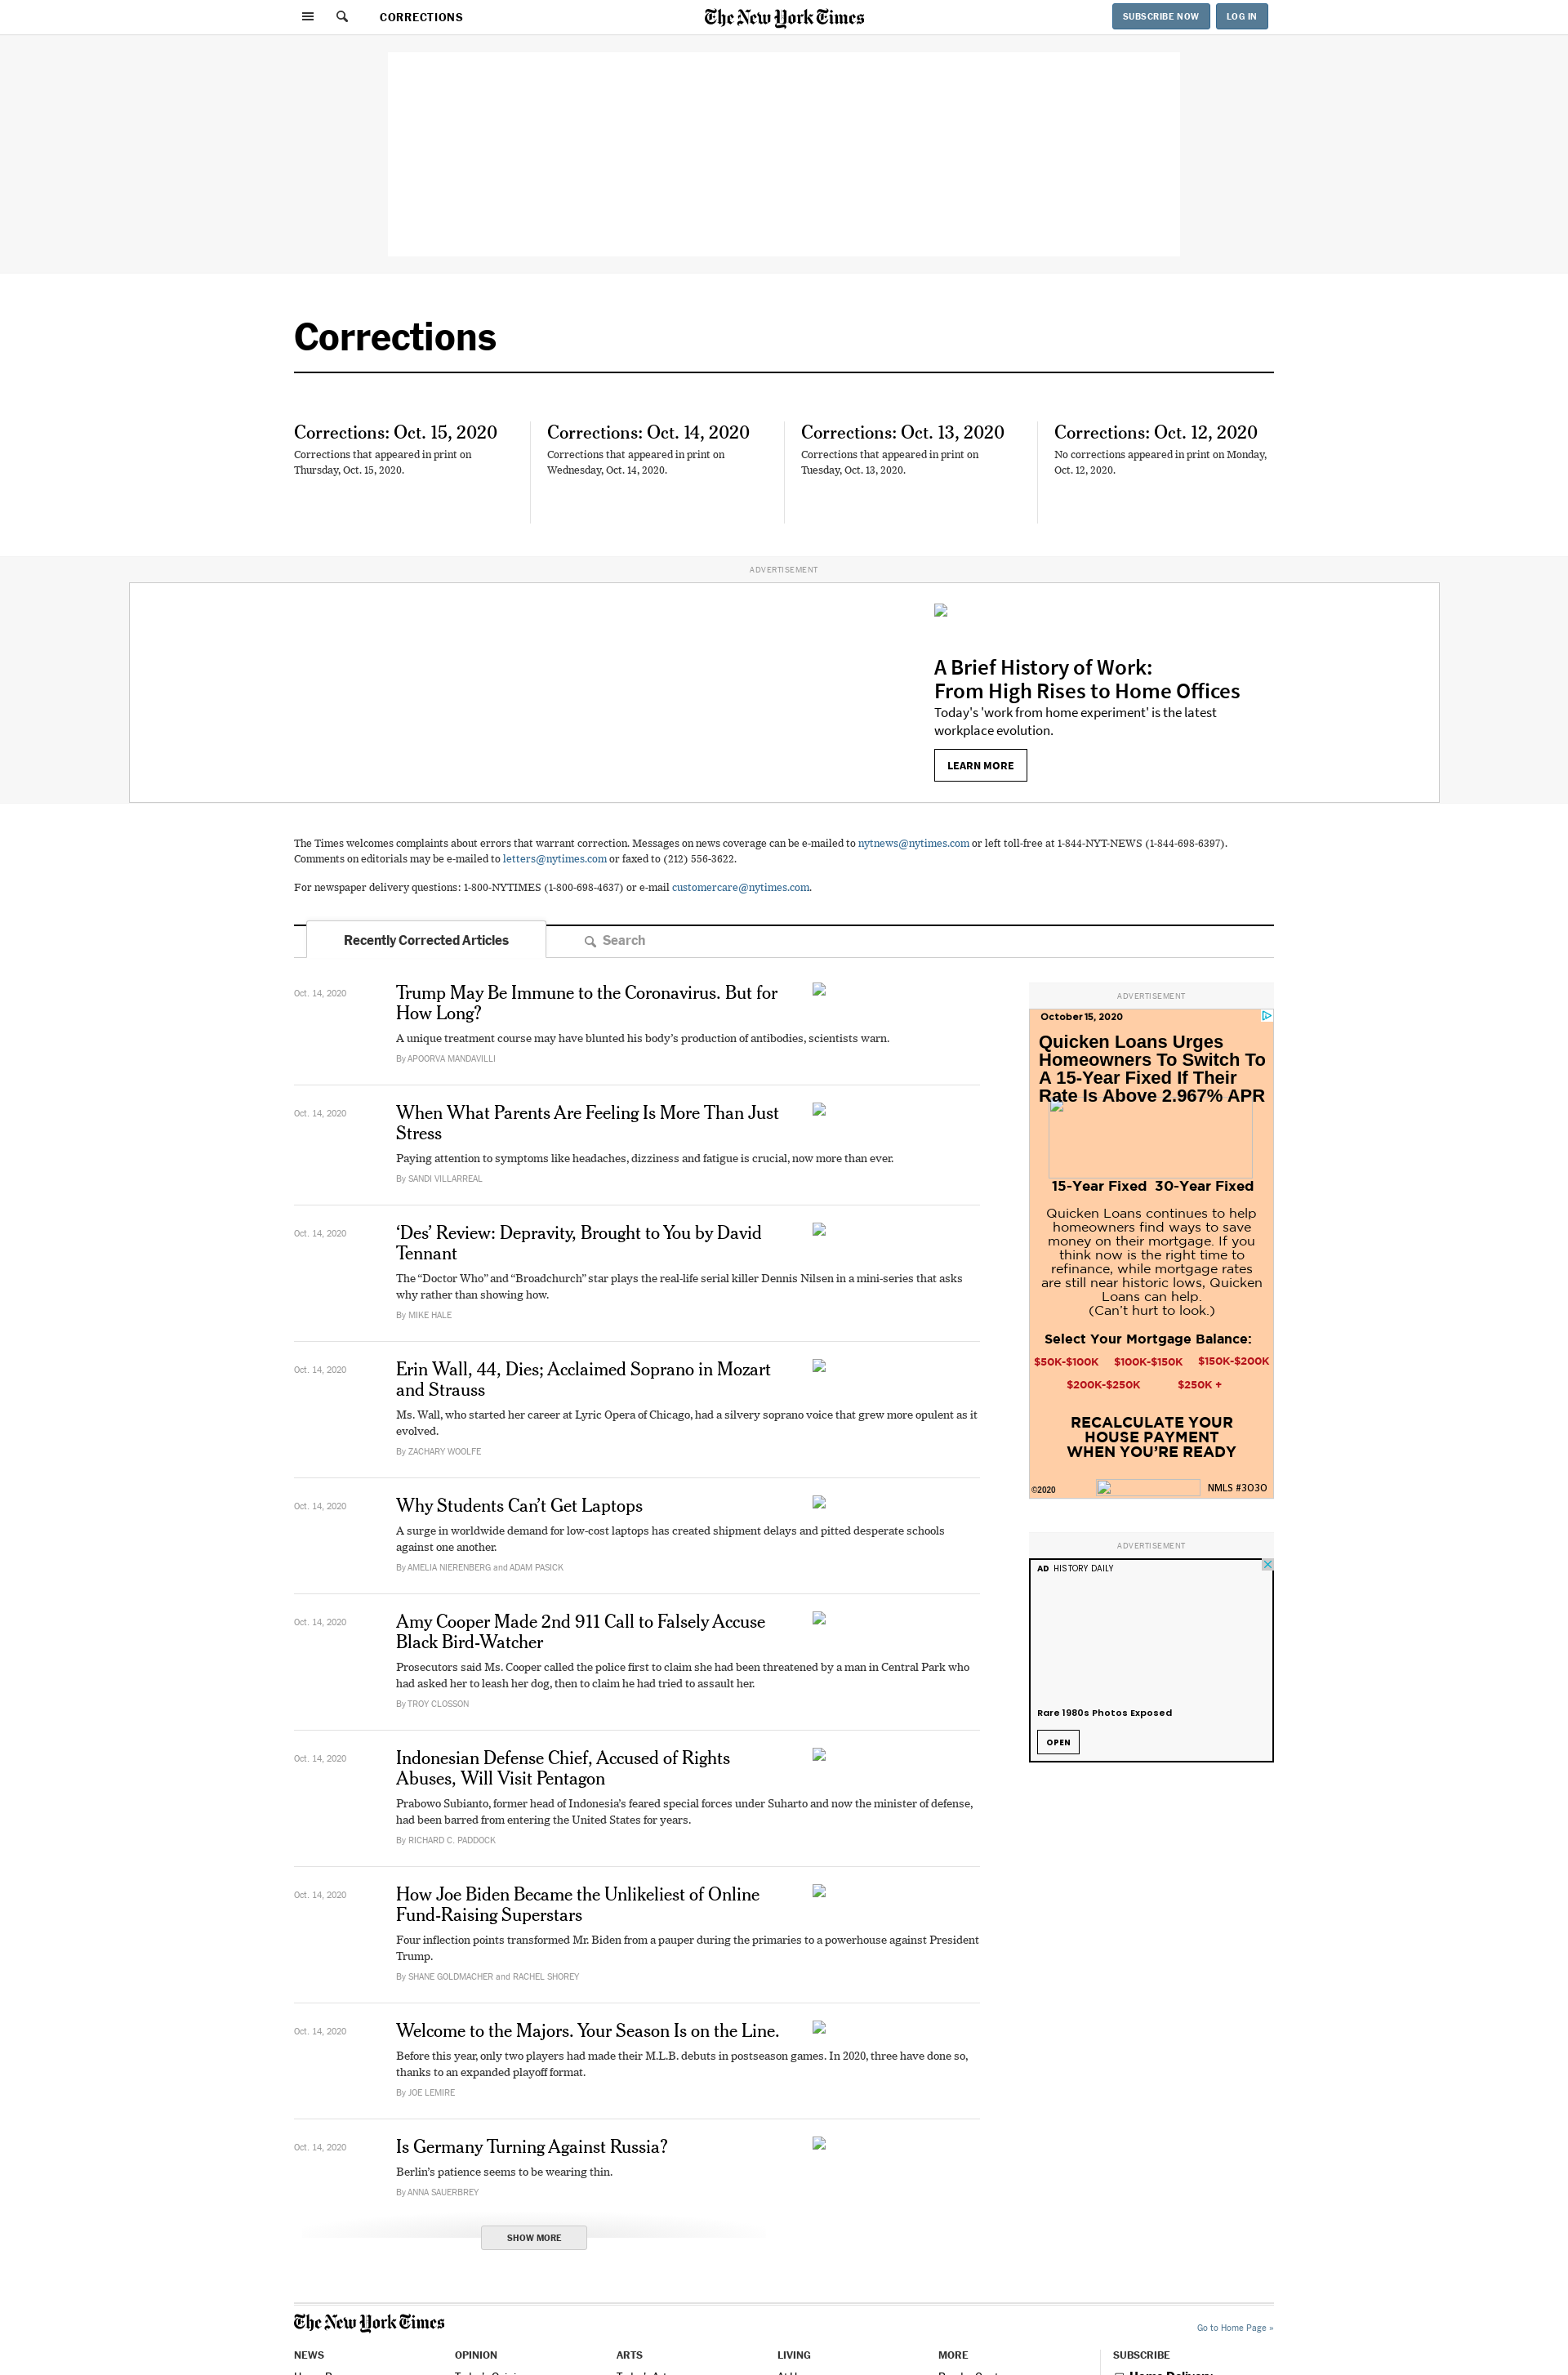 CORRECTIONS
The New York Times
SUBSCRIBE NOW
LOG IN
Corrections
Corrections: Oct. 15, 2020
Corrections that appeared in print on
Thursday, Oct. 15, 2020.
Corrections: Oct. 14, 2020
Corrections that appeared in print on
Wednesday, Oct. 14, 2020.
Corrections: Oct. 13, 2020
Corrections that appeared in print on
Tuesday, Oct. 13, 2020.
Corrections: Oct. 12, 2020
No corrections appeared in print on Monday,
Oct. 12, 2020.
ADVERTISEMENT
A Brief History of Work:
From High Rises to Home Offices
Today's 'work from home experiment' is the latest
workplace evolution.
LEARN MORE
The Times welcomes complaints about errors that warrant correction. Messages on news coverage can be e-mailed to nytnews@nytimes.com or left toll-free at 1-844-NYT-NEWS (1-844-698-6397).
Comments on editorials may be e-mailed to letters@nytimes.com or faxed to (212) 556-3622.
For newspaper delivery questions: 1-800-NYTIMES (1-800-698-4637) or e-mail customercare@nytimes.com.
Recently Corrected Articles
Search
Oct. 14, 2020
Trump May Be Immune to the Coronavirus. But for
How Long?
A unique treatment course may have blunted his body’s production of antibodies, scientists warn.
By APOORVA MANDAVILLI
Oct. 14, 2020
When What Parents Are Feeling Is More Than Just
Stress
Paying attention to symptoms like headaches, dizziness and fatigue is crucial, now more than ever.
By SANDI VILLARREAL
Oct. 14, 2020
‘Des’ Review: Depravity, Brought to You by David
Tennant
The “Doctor Who” and “Broadchurch” star plays the real-life serial killer Dennis Nilsen in a mini-series that asks
why rather than showing how.
By MIKE HALE
Oct. 14, 2020
Erin Wall, 44, Dies; Acclaimed Soprano in Mozart
and Strauss
Ms. Wall, who started her career at Lyric Opera of Chicago, had a silvery soprano voice that grew more opulent as it
evolved.
By ZACHARY WOOLFE
Oct. 14, 2020
Why Students Can’t Get Laptops
A surge in worldwide demand for low-cost laptops has created shipment delays and pitted desperate schools
against one another.
By AMELIA NIERENBERG and ADAM PASICK
Oct. 14, 2020
Amy Cooper Made 2nd 911 Call to Falsely Accuse
Black Bird-Watcher
Prosecutors said Ms. Cooper called the police first to claim she had been threatened by a man in Central Park who
had asked her to leash her dog, then to claim he had tried to assault her.
By TROY CLOSSON
Oct. 14, 2020
Indonesian Defense Chief, Accused of Rights
Abuses, Will Visit Pentagon
Prabowo Subianto, former head of Indonesia’s feared special forces under Suharto and now the minister of defense,
had been barred from entering the United States for years.
By RICHARD C. PADDOCK
Oct. 14, 2020
How Joe Biden Became the Unlikeliest of Online
Fund-Raising Superstars
Four inflection points transformed Mr. Biden from a pauper during the primaries to a powerhouse against President
Trump.
By SHANE GOLDMACHER and RACHEL SHOREY
Oct. 14, 2020
Welcome to the Majors. Your Season Is on the Line.
Before this year, only two players had made their M.L.B. debuts in postseason games. In 2020, three have done so,
thanks to an expanded playoff format.
By JOE LEMIRE
Oct. 14, 2020
Is Germany Turning Against Russia?
Berlin’s patience seems to be wearing thin.
By ANNA SAUERBREY
SHOW MORE
ADVERTISEMENT
October 15, 2020
Quicken Loans Urges
Homeowners To Switch To
A 15-Year Fixed If Their
Rate Is Above 2.967% APR
15-Year Fixed 30-Year Fixed
Quicken Loans continues to help
homeowners find ways to save
money on their mortgage. If you
think now is the right time to
refinance, while mortgage rates
are still near historic lows, Quicken
Loans can help.
(Can’t hurt to look.)
Select Your Mortgage Balance:
$50K-$100K $100K-$150K $150K-$200K
$200K-$250K $250K +
RECALCULATE YOUR
HOUSE PAYMENT
WHEN YOU’RE READY
©2020
NMLS #3030
ADVERTISEMENT
AD HISTORY DAILY
Rare 1980s Photos Exposed
OPEN
The New York Times
Go to Home Page »
NEWS
OPINION
ARTS
LIVING
MORE
SUBSCRIBE